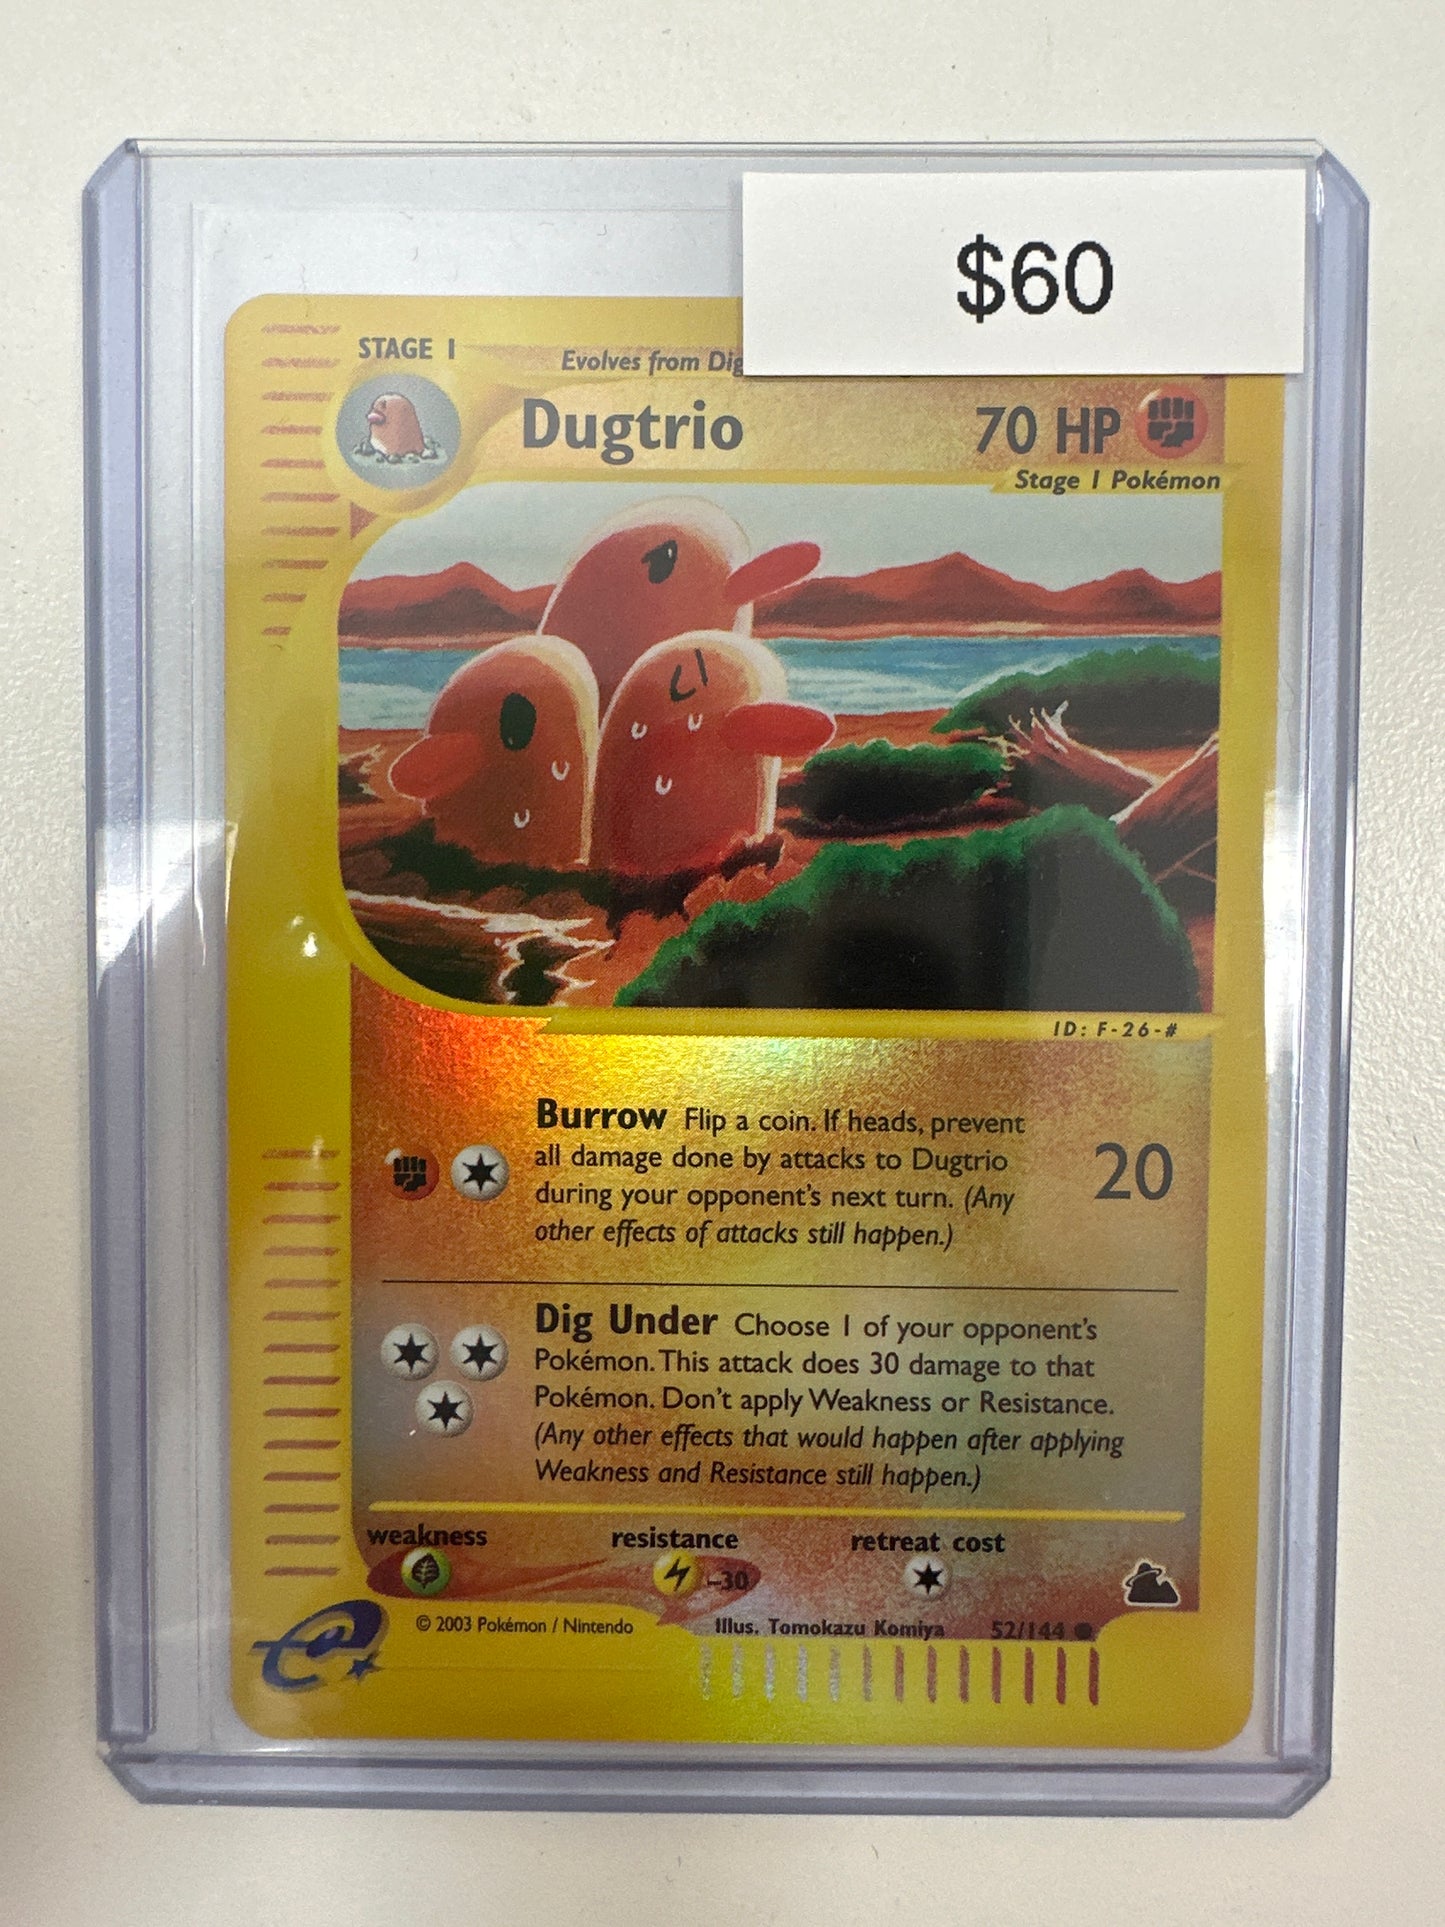 $60
STAGE 1
Evolves from Dig
Dugtrio
70 HP
Stage 1 Pokémon
ID: F-26-#
Burrow Flip a coin. If heads, prevent
all damage done by attacks to Dugtrio
during your opponent's next turn. (Any
other effects of attacks still happen.)
20
Dig Under Choose 1 of your opponent's
Pokémon. This attack does 30 damage to that
Pokémon. Don't apply Weakness or Resistance.
(Any other effects that would happen after applying
Weakness and Resistance still happen.)
weakness resistance retreat cost
-30
© 2003 Pokémon / Nintendo Illus. Tomokazu Komiya 52/144 ●
e